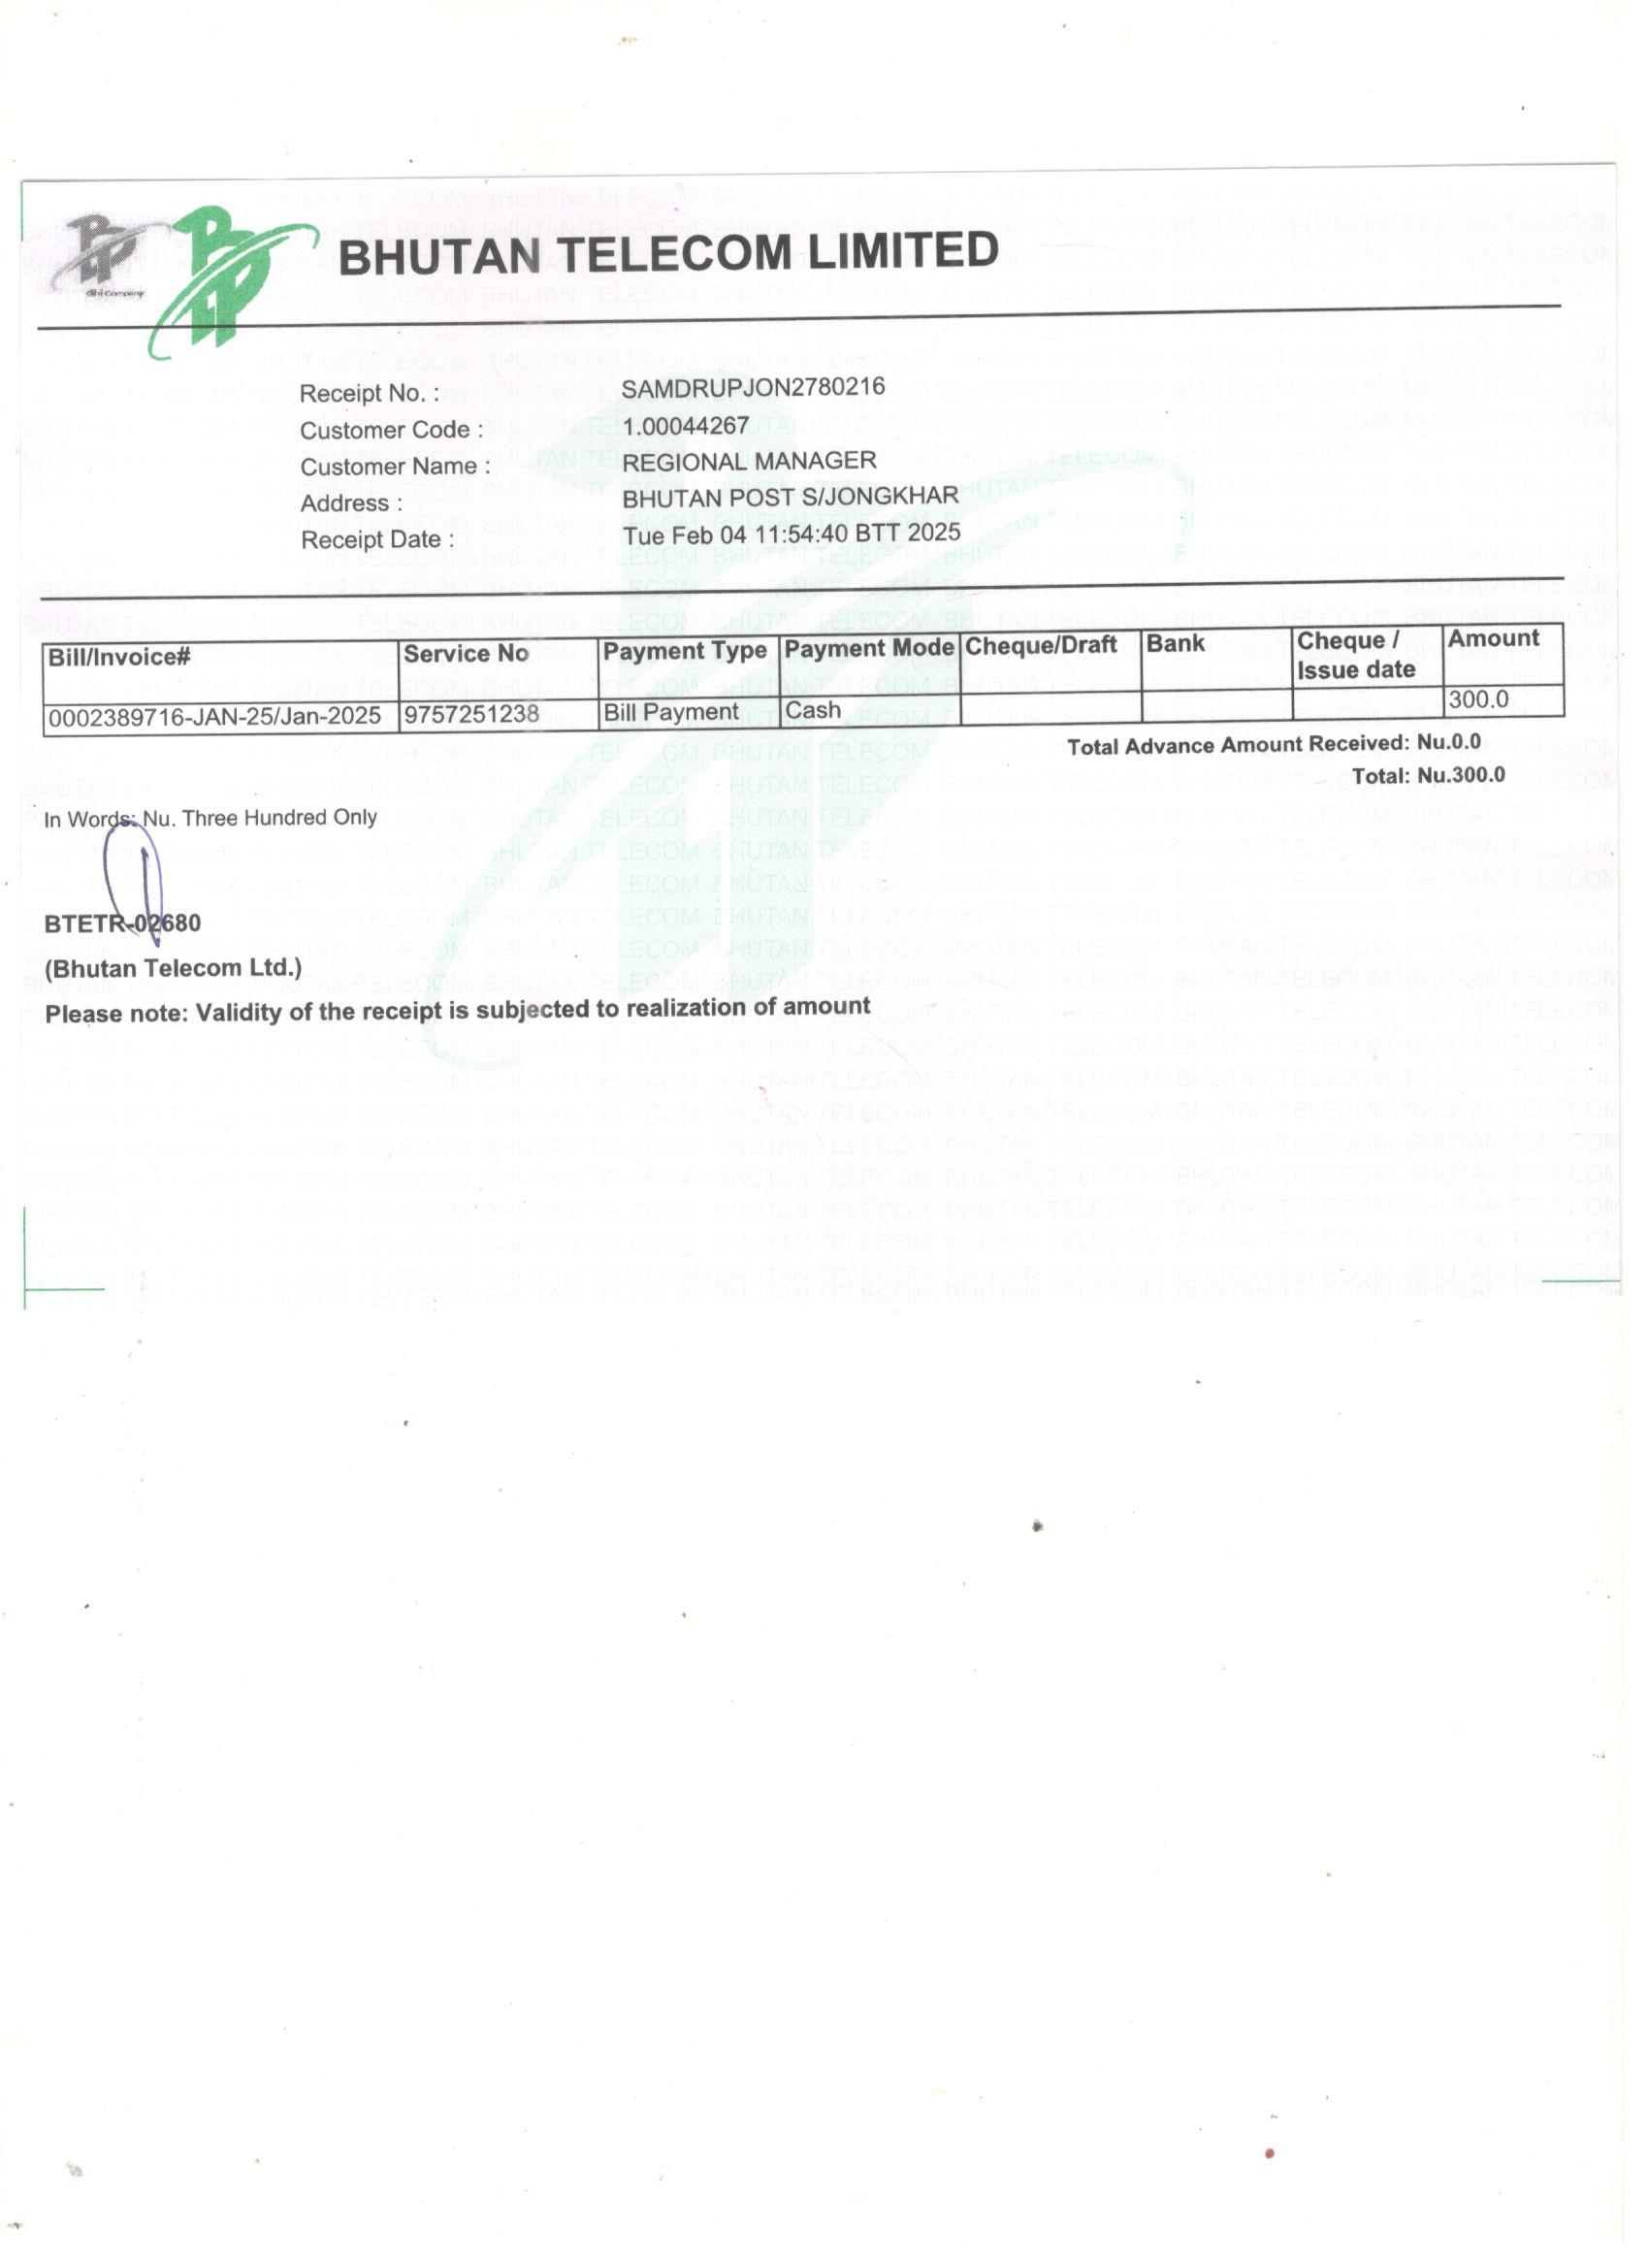 BHUTAN TELECOM LIMITED
Receipt No. : SAMDRUPJON2780216
Customer Code : 1.00044267
Customer Name : REGIONAL MANAGER
Address : BHUTAN POST S/JONGKHAR
Receipt Date : Tue Feb 04 11:54:40 BTT 2025
Bill/Invoice# Service No Payment Type Payment Mode Cheque/Draft Bank Cheque / Issue date Amount
0002389716-JAN-25/Jan-2025 9757251238 Bill Payment Cash 300.0
Total Advance Amount Received: Nu.0.0
Total: Nu.300.0
In Words: Nu. Three Hundred Only
BTETR-02680
(Bhutan Telecom Ltd.)
Please note: Validity of the receipt is subjected to realization of amount